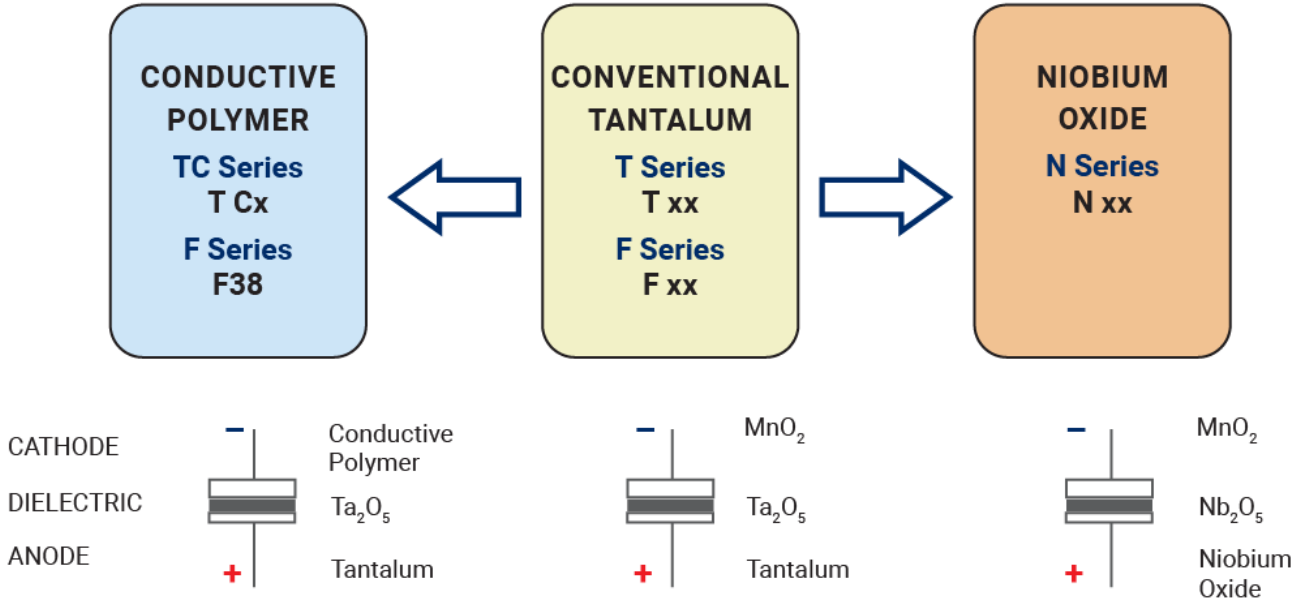 CONDUCTIVE
POLYMER
TC Series
T Cx
F Series
F38
CONVENTIONAL
TANTALUM
T Series
T xx
F Series
F xx
NIOBIUM
OXIDE
N Series
N xx
CATHODE
−
Conductive
Polymer
−
MnO₂
−
MnO₂
DIELECTRIC
Ta₂O₅
Ta₂O₅
Nb₂O₅
ANODE
+
Tantalum
+
Tantalum
+
Niobium
Oxide